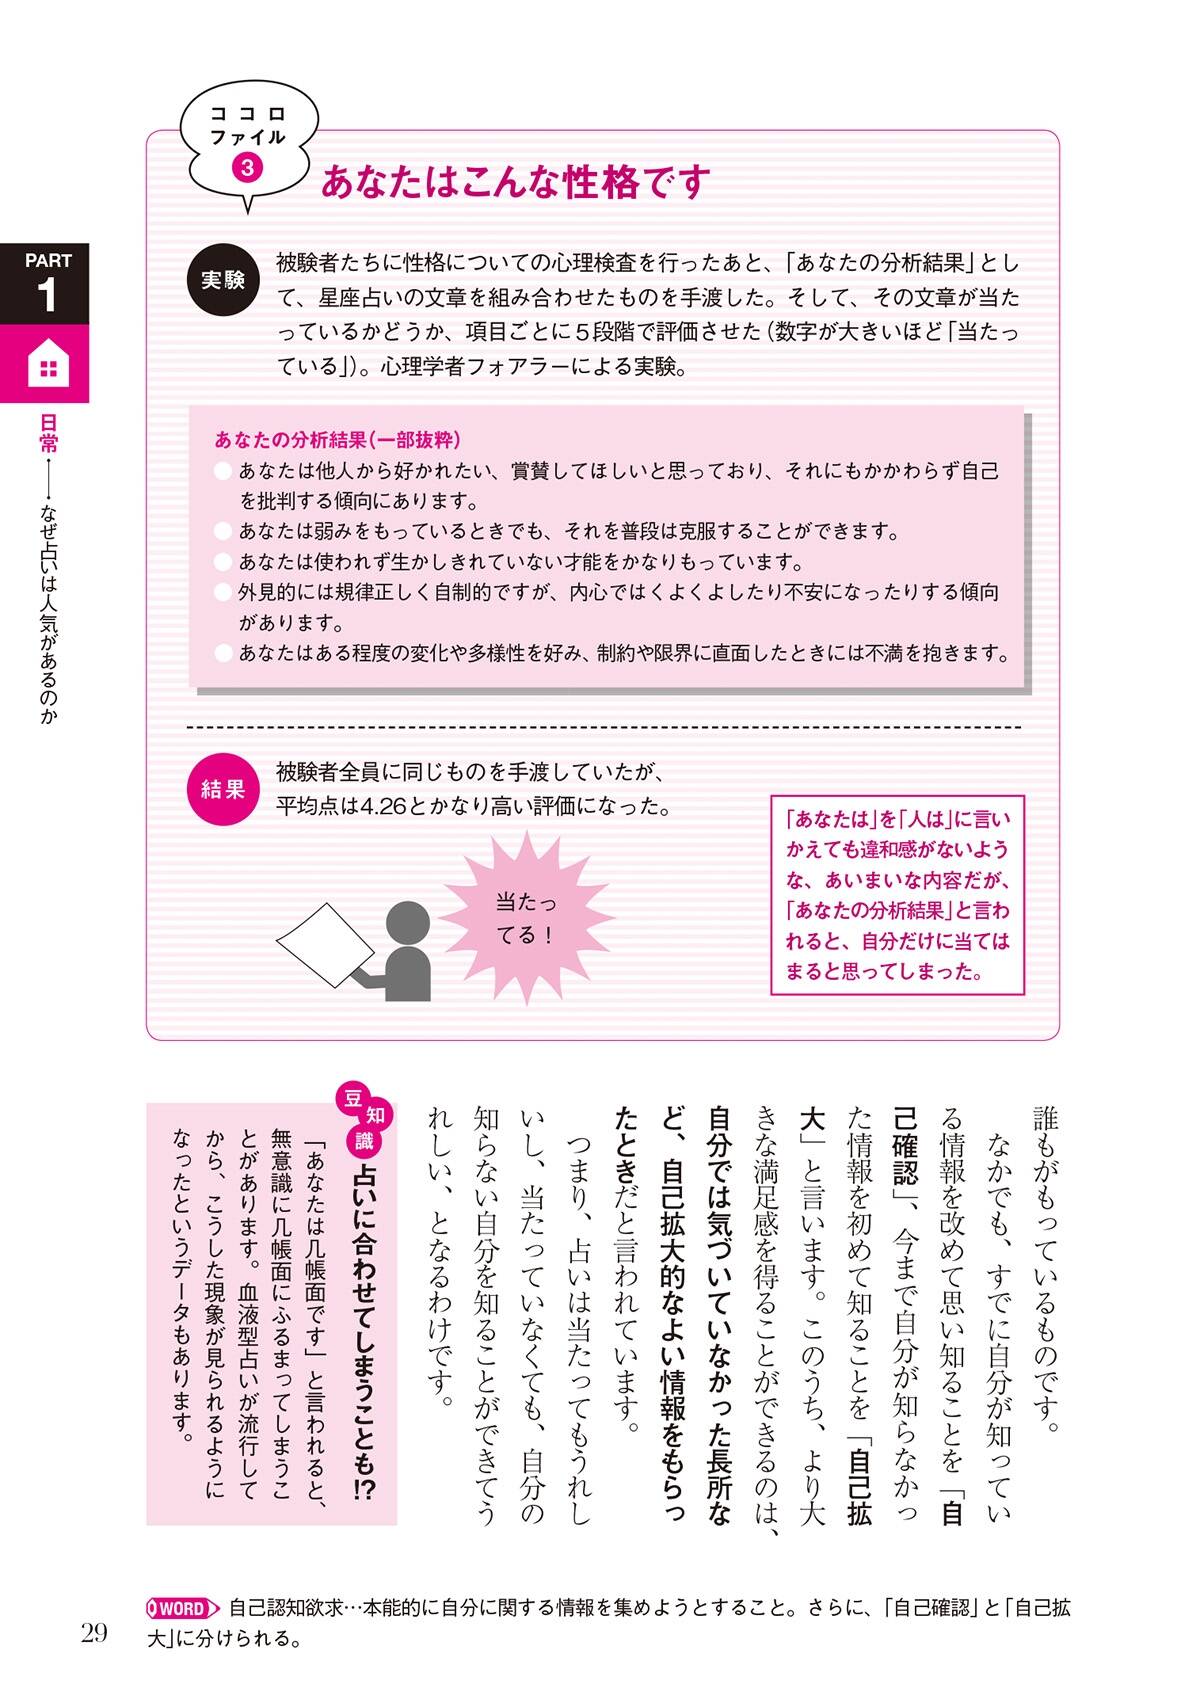 PART
1
日常――なぜ占いは人気があるのか
ココロ
ファイル
3
あなたはこんな性格です
実験
被験者たちに性格についての心理検査を行ったあと、「あなたの分析結果」とし
て、星座占いの文章を組み合わせたものを手渡した。そして、その文章が当た
っているかどうか、項目ごとに5段階で評価させた（数字が大きいほど「当たっ
ている」）。心理学者フォアラーによる実験。
あなたの分析結果（一部抜粋）
●あなたは他人から好かれたい、賞賛してほしいと思っており、それにもかかわらず自己
を批判する傾向にあります。
●あなたは弱みをもっているときでも、それを普段は克服することができます。
●あなたは使われず生かしきれていない才能をかなりもっています。
●外見的には規律正しく自制的ですが、内心ではくよくよしたり不安になったりする傾向
があります。
●あなたはある程度の変化や多様性を好み、制約や限界に直面したときには不満を抱きます。
結果
被験者全員に同じものを手渡していたが、
平均点は4.26とかなり高い評価になった。
当たっ
てる！
「あなたは」を「人は」に言い
かえても違和感がないよう
な、あいまいな内容だが、
「あなたの分析結果」と言わ
れると、自分だけに当ては
まると思ってしまった。
誰もがもっているものです。
なかでも、すでに自分が知ってい
る情報を改めて思い知ることを「自
己確認」、今まで自分が知らなかっ
た情報を初めて知ることを「自己拡
大」と言います。このうち、より大
きな満足感を得ることができるのは、
自分では気づいていなかった長所な
ど、自己拡大的なよい情報をもらっ
たときだと言われています。
つまり、占いは当たってもうれし
いし、当たっていなくても、自分の
知らない自分を知ることができてう
れしい、となるわけです。
豆知識
占いに合わせてしまうことも!?
「あなたは几帳面です」と言われると、
無意識に几帳面にふるまってしまうこ
とがあります。血液型占いが流行して
から、こうした現象が見られるように
なったというデータもあります。
WORD 自己認知欲求…本能的に自分に関する情報を集めようとすること。さらに、「自己確認」と「自己拡
大」に分けられる。
29